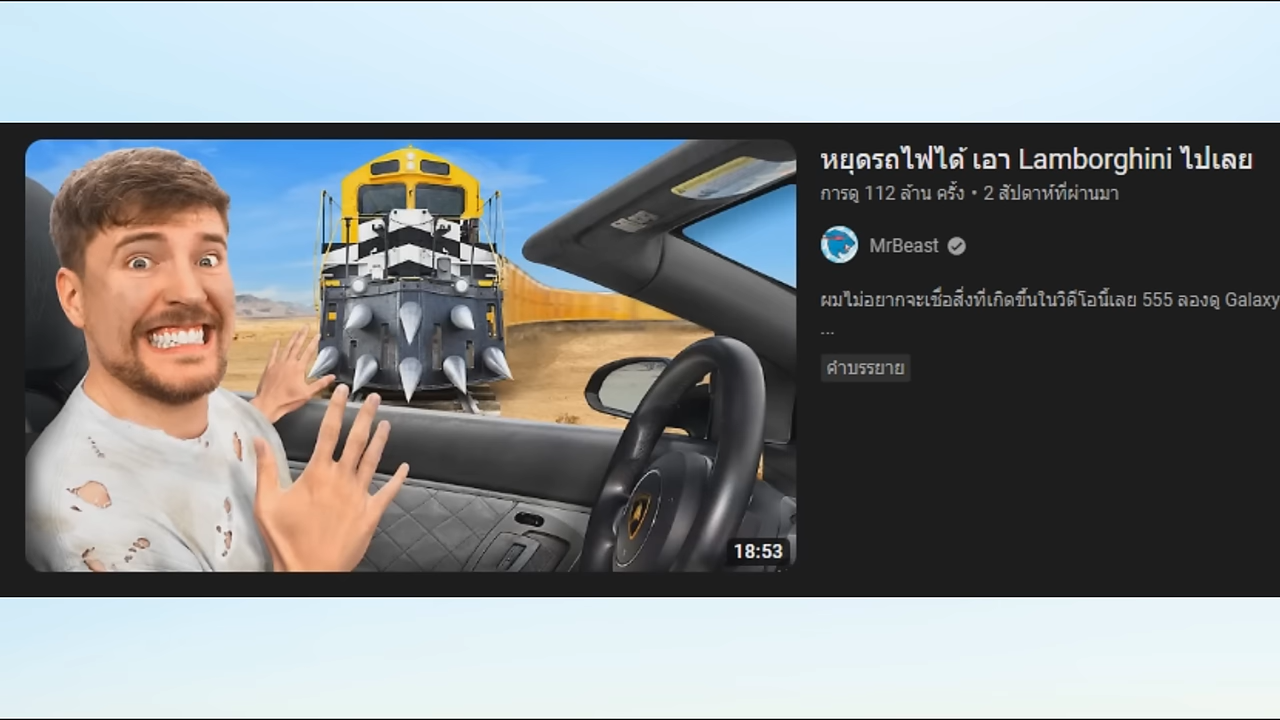 หยุดรถไฟได้ เอา Lamborghini ไปเลย
การดู 112 ล้าน ครั้ง • 2 สัปดาห์ที่ผ่านมา
MrBeast
ผมไม่อยากจะเชื่อสิ่งที่เกิดขึ้นในวิดีโอนี้เลย 555 ลองดู Galaxy
...
คำบรรยาย
18:53